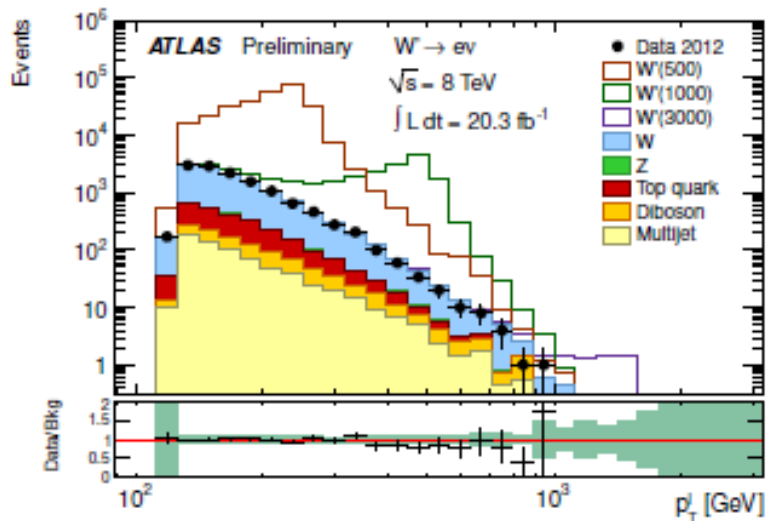 Events
10⁶
10⁵
10⁴
10³
10²
10
1
ATLAS Preliminary
W' → eν
√s = 8 TeV
∫ L dt = 20.3 fb⁻¹
Data 2012
W'(500)
W'(1000)
W'(3000)
W
Z
Top quark
Diboson
Multijet
Data/Bkg
2
1.5
1
0.5
0
10²
10³
p_T^l [GeV]